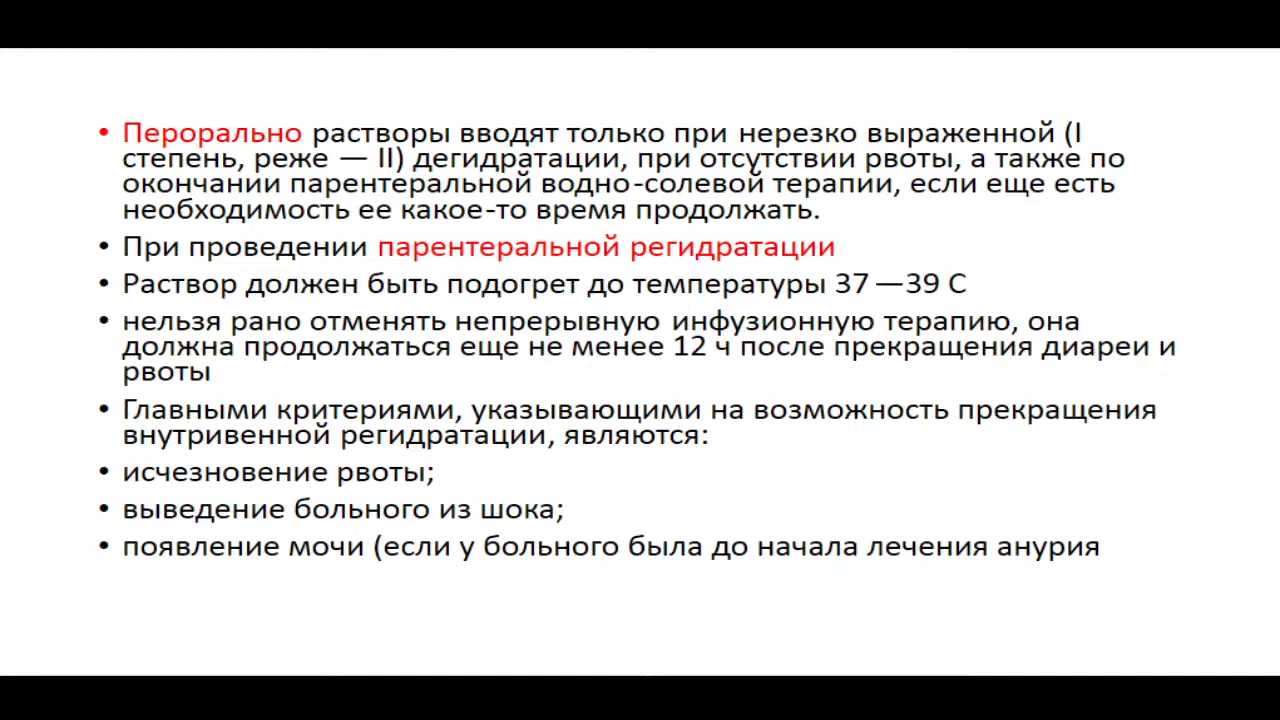 • Перорально растворы вводят только при нерезко выраженной (I
степень, реже — II) дегидратации, при отсутствии рвоты, а также по
окончании парентеральной водно-солевой терапии, если еще есть
необходимость ее какое-то время продолжать.
• При проведении парентеральной регидратации
• Раствор должен быть подогрет до температуры 37 —39 С
• нельзя рано отменять непрерывную инфузионную терапию, она
должна продолжаться еще не менее 12 ч после прекращения диареи и
рвоты
• Главными критериями, указывающими на возможность прекращения
внутривенной регидратации, являются:
• исчезновение рвоты;
• выведение больного из шока;
• появление мочи (если у больного была до начала лечения анурия